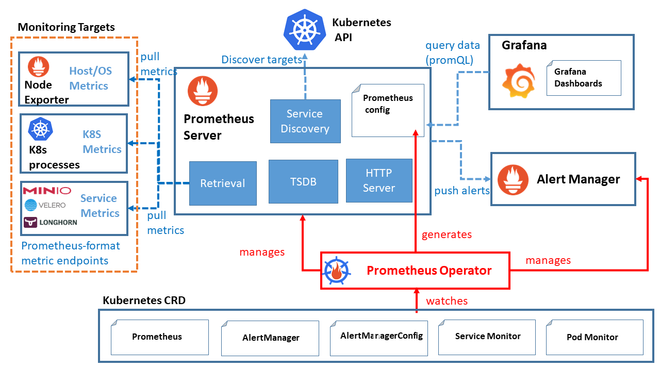 Monitoring Targets
Kubernetes
API
pull
metrics
Discover targets
query data
(promQL)
Grafana
Grafana
Dashboards
Node
Exporter
Host/OS
Metrics
Prometheus
Server
Service
Discovery
Prometheus
config
K8s
processes
K8S
Metrics
Retrieval
TSDB
HTTP
Server
push alerts
Alert Manager
MINIO
VELERO
LONGHORN
Service
Metrics
pull
metrics
Prometheus-format
metric endpoints
manages
generates
manages
Prometheus Operator
watches
Kubernetes CRD
Prometheus
AlertManager
AlertManagerConfig
Service Monitor
Pod Monitor